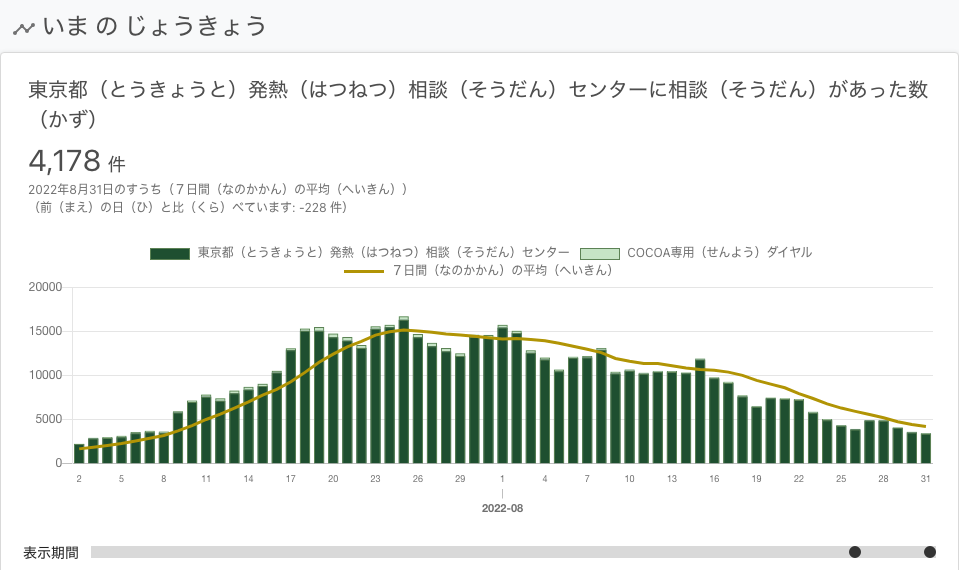 いま の じょうきょう
東京都（とうきょうと）発熱（はつねつ）相談（そうだん）センターに相談（そうだん）があった数
（かず）
4,178 件
2022年8月31日のすうち（７日間（なのかかん）の平均（へいきん））
（前（まえ）の日（ひ）と比（くら）べています: -228 件）
東京都（とうきょうと）発熱（はつねつ）相談（そうだん）センター COCOA専用（せんよう）ダイヤル
７日間（なのかかん）の平均（へいきん）
20000
15000
10000
5000
0
2 5 8 11 14 17 20 23 26 29 1 4 7 10 13 16 19 22 25 28 31
2022-08
表示期間